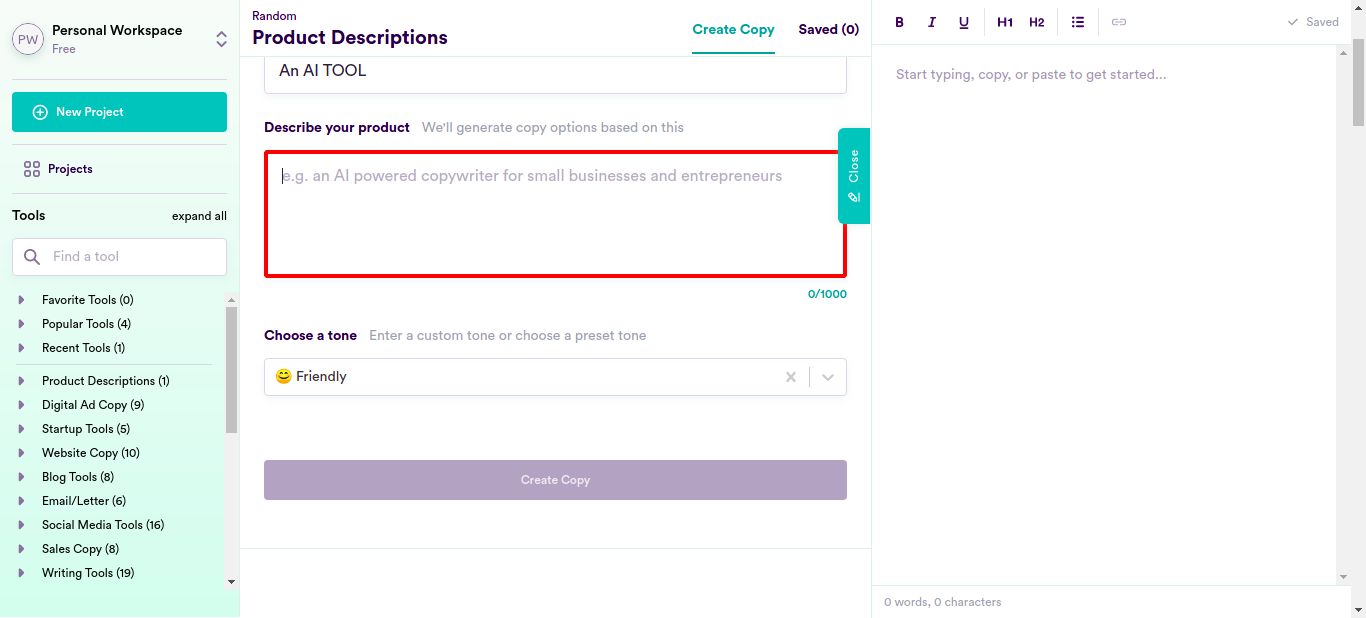 PW
Personal Workspace
Free
New Project
Projects
Tools
expand all
Find a tool
Favorite Tools (0)
Popular Tools (4)
Recent Tools (1)
Product Descriptions (1)
Digital Ad Copy (9)
Startup Tools (5)
Website Copy (10)
Blog Tools (8)
Email/Letter (6)
Social Media Tools (16)
Sales Copy (8)
Writing Tools (19)
Random
Product Descriptions
Create Copy
Saved (0)
An AI TOOL
Describe your product We'll generate copy options based on this
e.g. an AI powered copywriter for small businesses and entrepreneurs
Close
0/1000
Choose a tone Enter a custom tone or choose a preset tone
😊 Friendly
Create Copy
B I U H1 H2
Saved
Start typing, copy, or paste to get started...
0 words, 0 characters